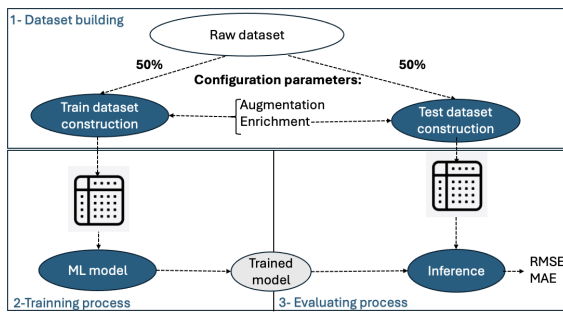 1- Dataset building
Raw dataset
50%
50%
Configuration parameters:
Train dataset
construction
Augmentation
Enrichment
Test dataset
construction
ML model
Trained
model
Inference
RMSE
MAE
2-Trainning process
3- Evaluating process